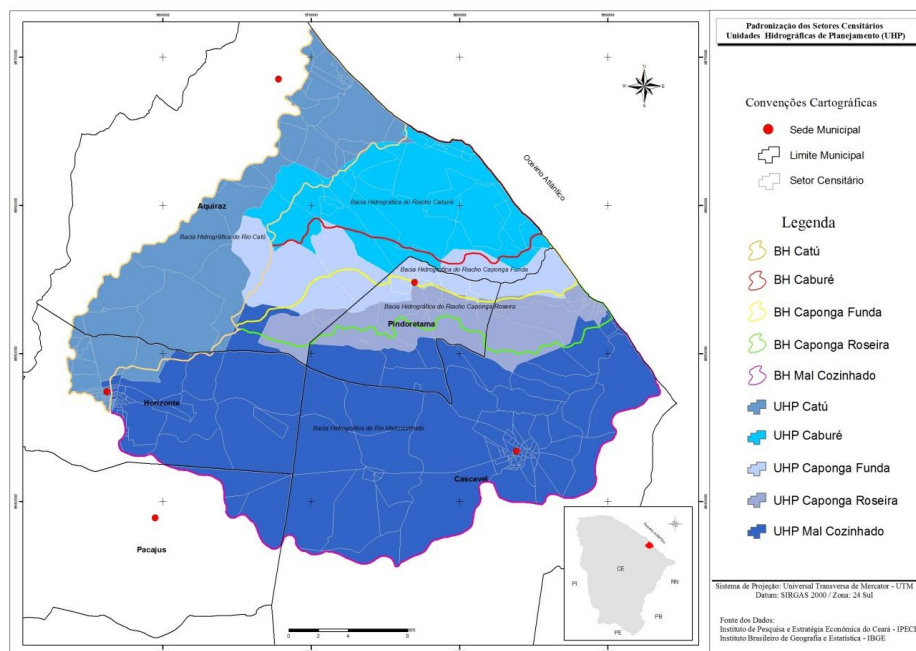 Padronização dos Setores Censitários
Unidades Hidrográficas de Planejamento (UHP)
Convenções Cartográficas
Sede Municipal
Limite Municipal
Setor Censitário
Legenda
BH Catú
BH Caburé
BH Caponga Funda
BH Caponga Roseira
BH Mal Cozinhado
UHP Catú
UHP Caburé
UHP Caponga Funda
UHP Caponga Roseira
UHP Mal Cozinhado
Sistema de Projeção: Universal Transversa de Mercator - UTM
Datum: SIRGAS 2000 / Zona: 24 Sul
Fonte dos Dados:
Instituto de Pesquisa e Estratégia Econômica do Ceará - IPECE
Instituto Brasileiro de Geografia e Estatistica - IBGE
Oceano Atlântico
Bacia Hidrográfica do Riacho Caburé
Aquiraz
Bacia Hidrográfica do Rio Catú
Bacia Hidrográfica do Riacho Caponga Funda
Bacia Hidrográfica do Riacho Caponga Roseira
Pindoretama
Horizonte
Bacia Hidrográfica do Rio Malcozinhado
Cascavel
Pacajus
0 2 4 6 8
km
CE
PI
RN
PB
PE